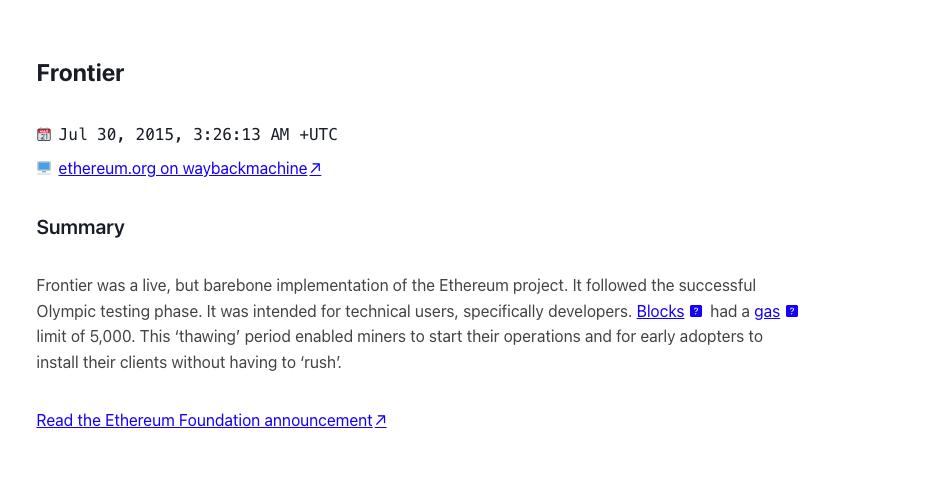 Frontier
Jul 30, 2015, 3:26:13 AM +UTC
ethereum.org on waybackmachine↗
Summary
Frontier was a live, but barebone implementation of the Ethereum project. It followed the successful
Olympic testing phase. It was intended for technical users, specifically developers. Blocks ? had a gas ?
limit of 5,000. This ‘thawing’ period enabled miners to start their operations and for early adopters to
install their clients without having to ‘rush’.
Read the Ethereum Foundation announcement↗